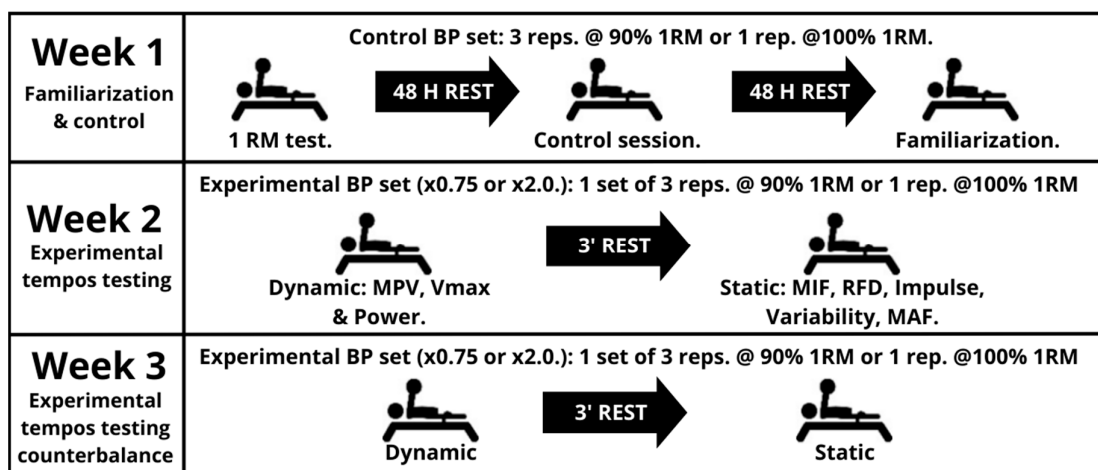 Week 1
Familiarization
& control
Control BP set: 3 reps. @ 90% 1RM or 1 rep. @100% 1RM.
48 H REST
48 H REST
1 RM test.
Control session.
Familiarization.
Week 2
Experimental
tempos testing
Experimental BP set (x0.75 or x2.0.): 1 set of 3 reps. @ 90% 1RM or 1 rep. @100% 1RM
3' REST
Dynamic: MPV, Vmax
& Power.
Static: MIF, RFD, Impulse,
Variability, MAF.
Week 3
Experimental
tempos testing
counterbalance
Experimental BP set (x0.75 or x2.0.): 1 set of 3 reps. @ 90% 1RM or 1 rep. @100% 1RM
3' REST
Dynamic
Static